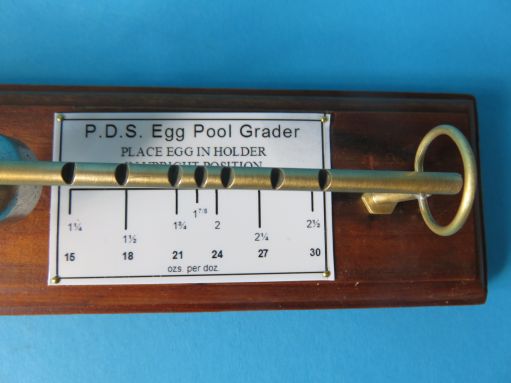 P.D.S. Egg Pool Grader
PLACE EGG IN HOLDER
POSITION
1¼ 1½ 1¾ 1⅞ 2 2¼ 2½
15 18 21 24 27 30
ozs. per doz.